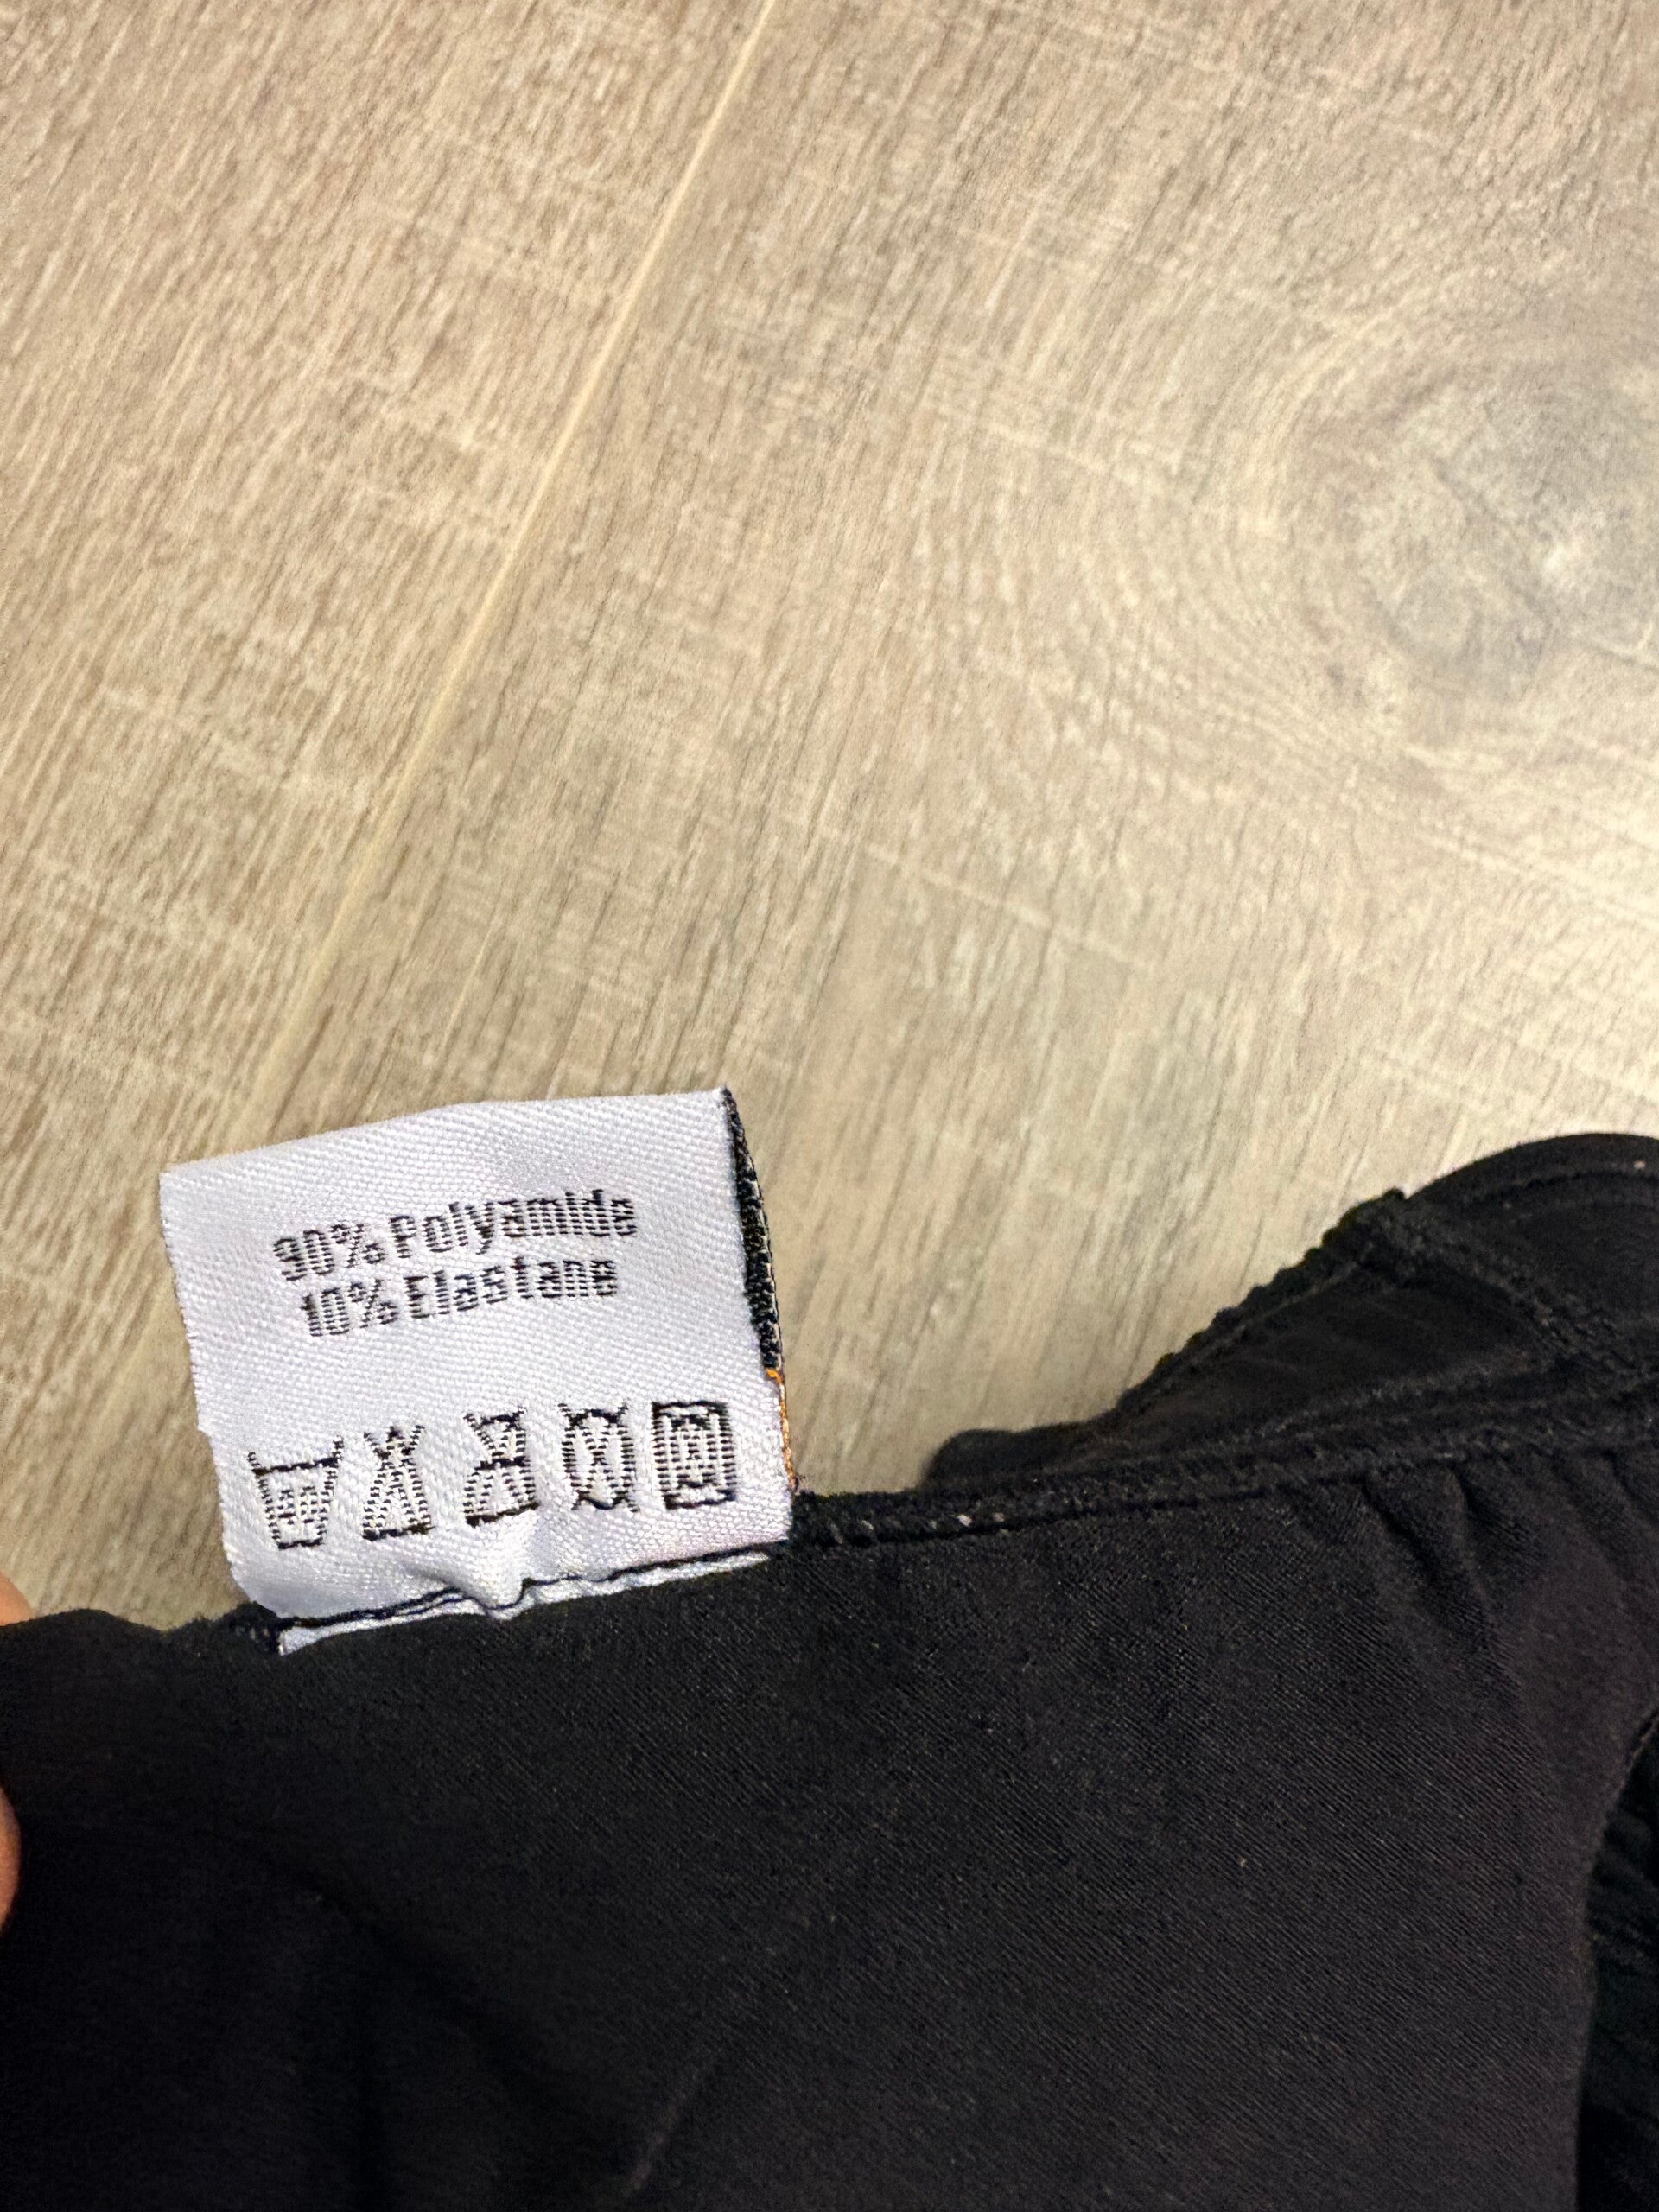 90% Polyamide
10% Elastane